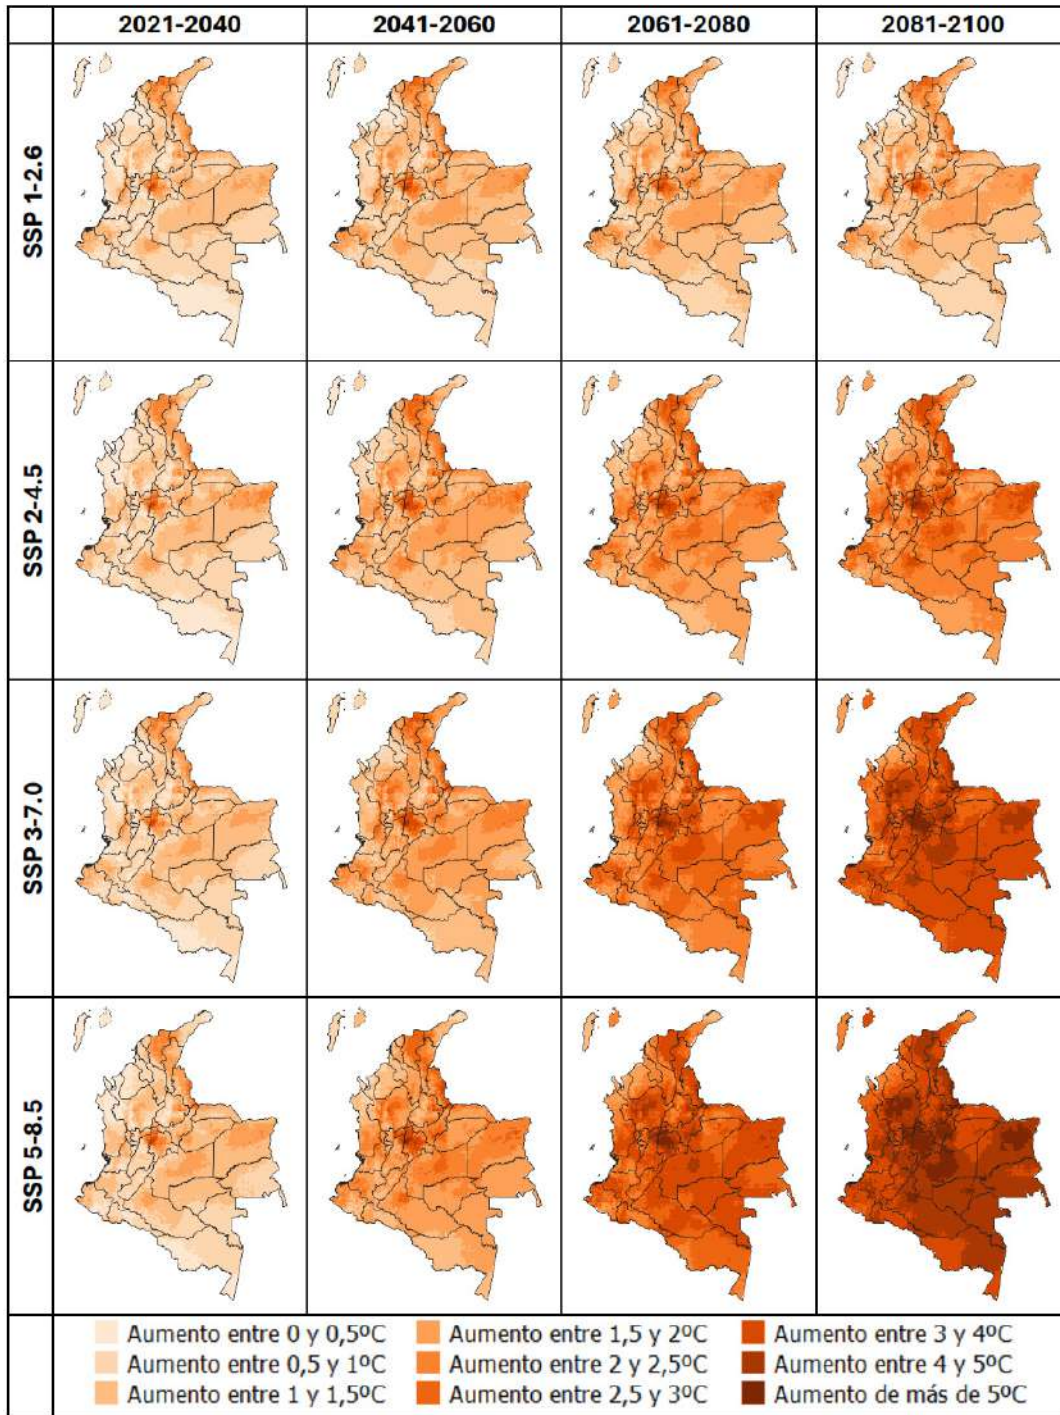 2021-2040 2041-2060 2061-2080 2081-2100
SSP 1-2.6
SSP 2-4.5
SSP 3-7.0
SSP 5-8.5
Aumento entre 0 y 0,5ºC Aumento entre 1,5 y 2ºC Aumento entre 3 y 4ºC
Aumento entre 0,5 y 1ºC Aumento entre 2 y 2,5ºC Aumento entre 4 y 5ºC
Aumento entre 1 y 1,5ºC Aumento entre 2,5 y 3ºC Aumento de más de 5ºC